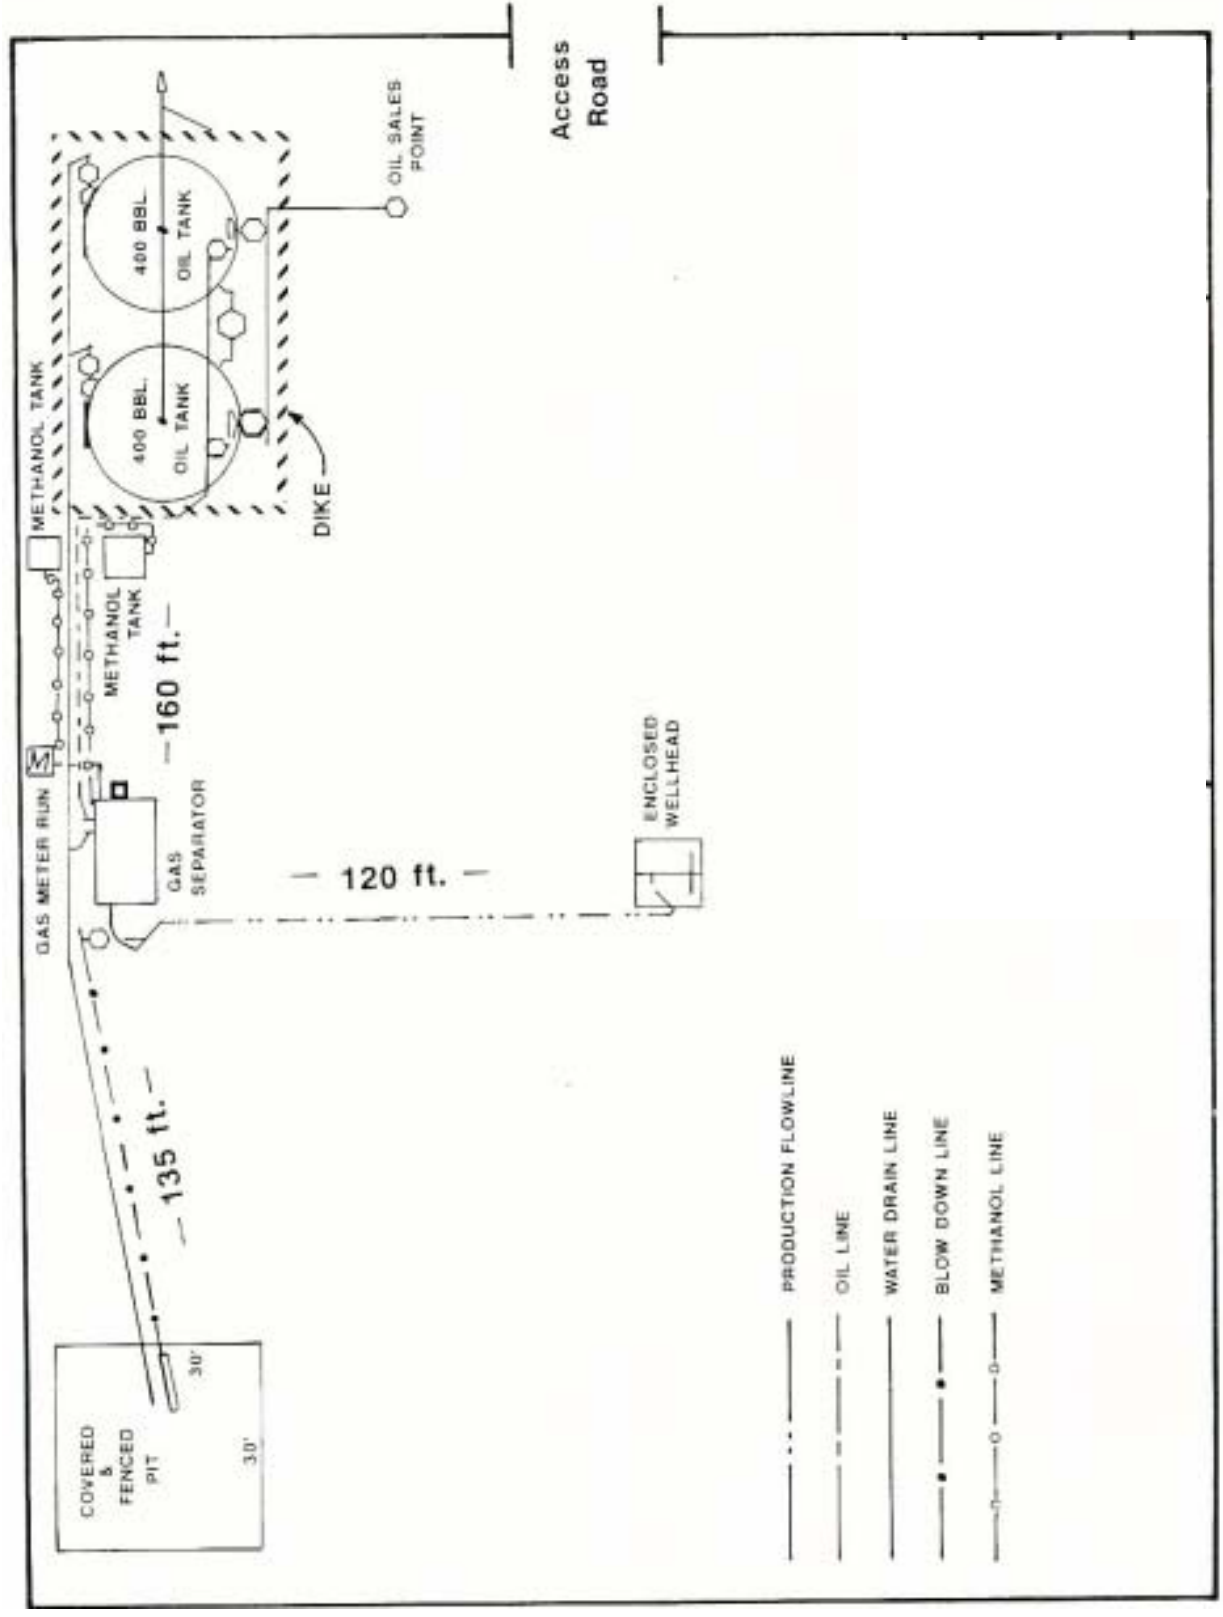 COVERED
&
FENCED
PIT
30'
30'
GAS METER RUN
METHANOL TANK
METHANOL
TANK
— 135 ft. —
— 160 ft. —
GAS
SEPARATOR
— 120 ft. —
ENCLOSED
WELLHEAD
400 BBL.
OIL TANK
400 BBL.
OIL TANK
DIKE
OIL SALES
POINT
Access
Road
PRODUCTION FLOWLINE
OIL LINE
WATER DRAIN LINE
BLOW DOWN LINE
METHANOL LINE